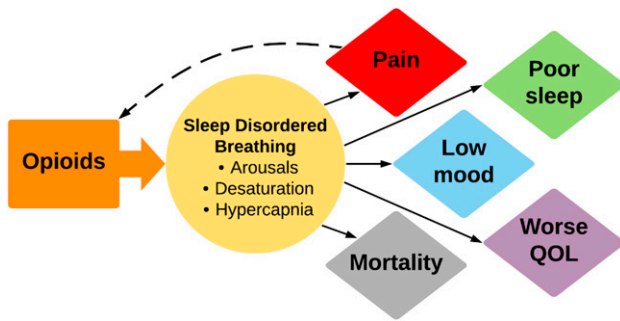 Opioids
Sleep Disordered
Breathing
• Arousals
• Desaturation
• Hypercapnia
Pain
Poor
sleep
Low
mood
Worse
QOL
Mortality